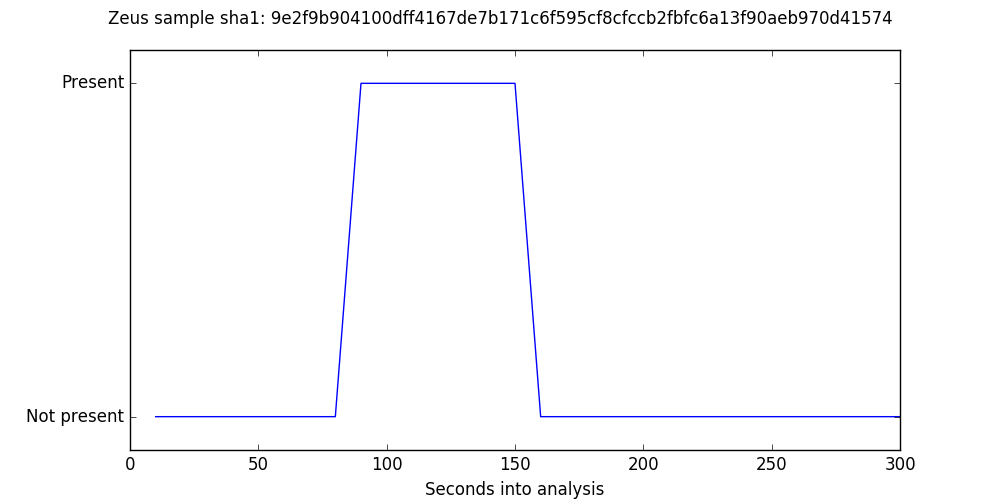 Zeus sample sha1: 9e2f9b904100dff4167de7b171c6f595cf8cfccb2fbfc6a13f90aeb970d41574
Present
Not present
0 50 100 150 200 250 300
Seconds into analysis